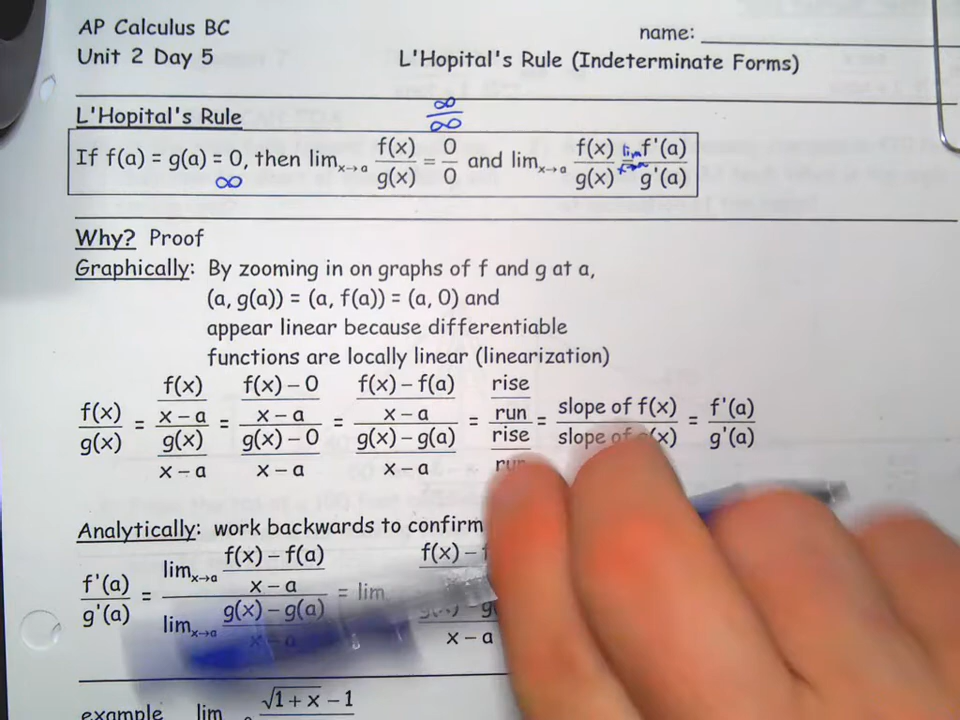 AP Calculus BC
name:
Unit 2 Day 5
L'Hopital's Rule (Indeterminate Forms)
L'Hopital's Rule
∞/∞
If f(a) = g(a) = 0, then lim x→a f(x)/g(x) = 0/0 and lim x→a f(x)/g(x) = lim x→a f'(a)/g'(a)
∞
Why? Proof
Graphically: By zooming in on graphs of f and g at a,
(a, g(a)) = (a, f(a)) = (a, 0) and
appear linear because differentiable
functions are locally linear (linearization)
f(x)/g(x) = (f(x)/(x – a))/(g(x)/(x – a)) = ((f(x) – 0)/(x – a))/((g(x) – 0)/(x – a)) = ((f(x) – f(a))/(x – a))/((g(x) – g(a))/(x – a)) = (rise/run)/(rise/ = slope of f(x)/slope of = f'(a)/g'(a)
Analytically: work backwards to confirm
f'(a)/g'(a) = (lim x→a (f(x) – f(a))/(x – a))/(lim x→a (g(x) – g(a))/ = lim f(x) – x – a
example lim √1 + x – 1